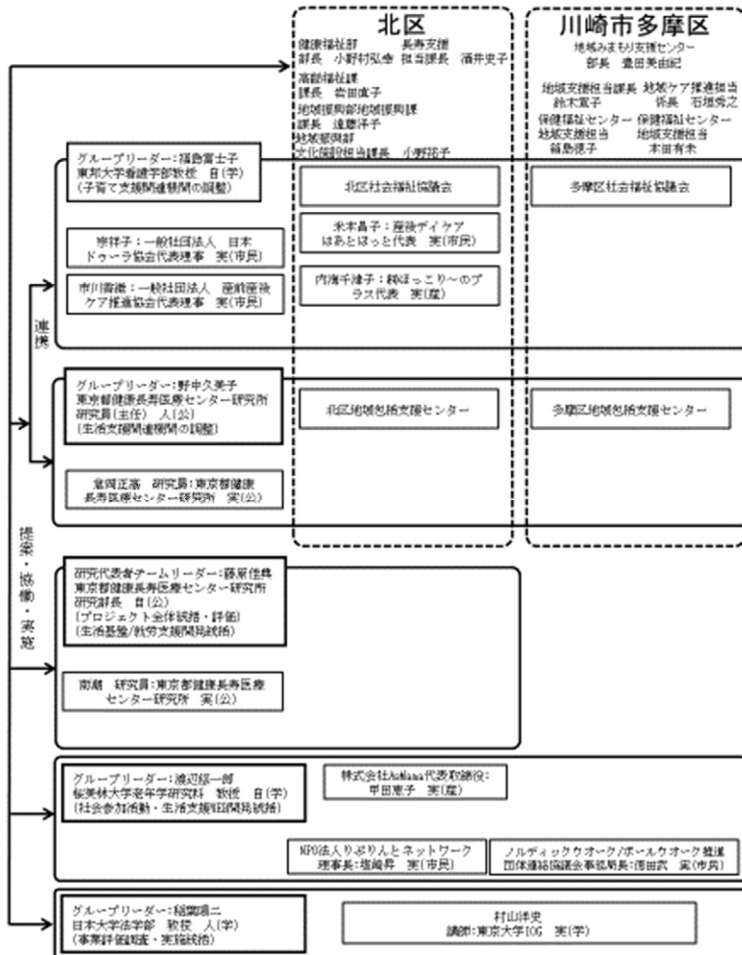 北区
健康福祉部　　　長寿支援
部長　小野村弘幸　担当課長　酒井史子
高齢福祉課
課長　岩田直子
地域振興部地域振興課
課長　遠藤洋子
地域振興部
文化施設担当課長　小野祐子
川崎市多摩区
地域みまもり支援センター
部長　豊田美由紀
地域支援担当課長　地域ケア推進担当
鈴木宣子　係長　石垣秀之
保健福祉センター　保健福祉センター
地域支援担当　地域支援担当
徳子　本田有未
グループリーダー：福島富士子
東邦大学看護学部教授　自(学)
(子育て支援関連機関の調整)
北区社会福祉協議会
多摩区社会福祉協議会
宗祥子：一般社団法人　日本
ドゥーラ協会代表理事　実(市民)
米本昌子：産後デイケア
はあとほっと代表　実(市民)
市川香織：一般社団法人　産前産後
ケア推進協会代表理事　実(市民)
内海千津子：㈱ほっこり～のプ
ラス代表　実(産)
連携
グループリーダー：野中久美子
東京都健康長寿医療センター研究所
研究員(主任)　人(公)
(生活支援関連機関の調整)
北区地域包括支援センター
多摩区地域包括支援センター
倉岡正高　研究員：東京都健康
長寿医療センター研究所　実(公)
提案・協働・実施
研究代表者チームリーダー：藤原佳典
東京都健康長寿医療センター研究所
研究部長　自(公)
(プロジェクト全体統括・評価)
(生活基盤/就労支援開発統括)
南潮　研究員：東京都健康長寿医療
センター研究所　実(公)
グループリーダー：渡辺修一郎
桜美林大学老年学研究科　教授　自(学)
(社会参加活動・生活支援WEB開発統括)
株式会社AsMama代表取締役：
甲田恵子　実(産)
NPO法人りぷりんとネットワーク
理事長：塩崎昇　実(市民)
ノルディックウオーク/ポールウオーク推進
団体連絡協議会事務局長：徳田武　実(市民)
グループリーダー：稲葉陽二
日本大学法学部　教授　人(学)
(事業評価調査・実施統括)
村山洋史
講師：東京大学IOG　実(学)